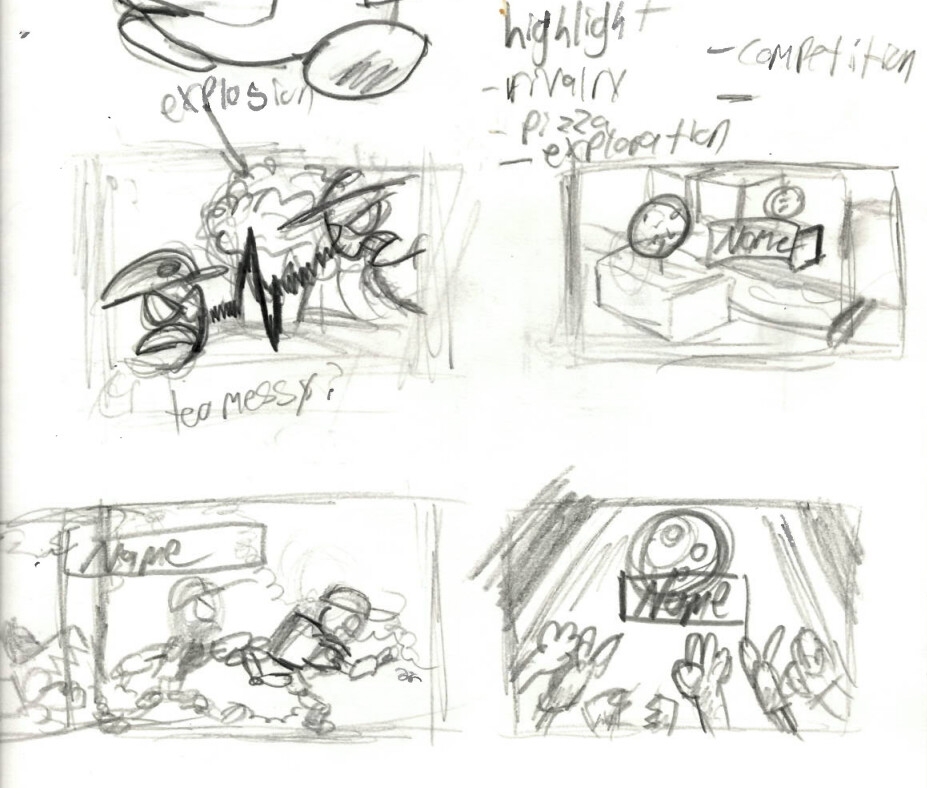 highlight
- competition
explosion
- rivalry
- pizza
- exploration
Name
too messy?
Name
Name